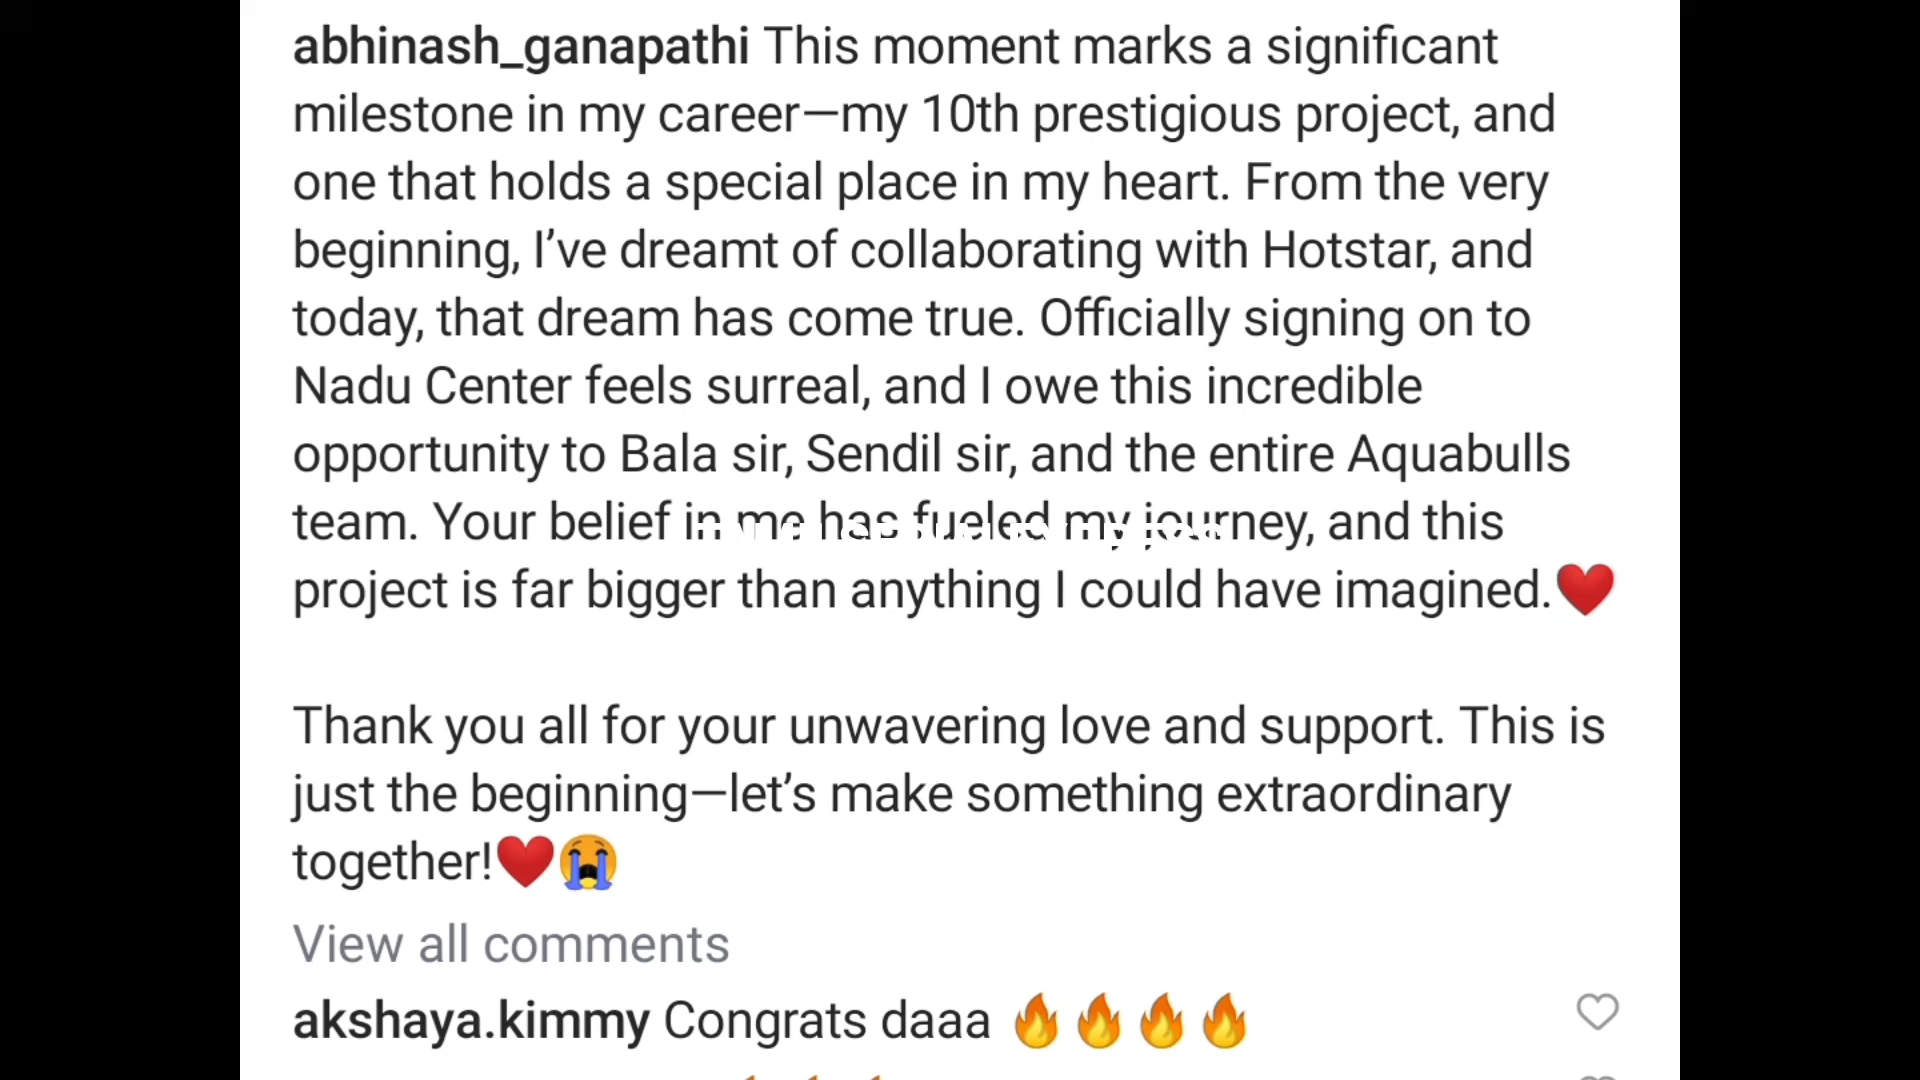 abhinash_ganapathi This moment marks a significant
milestone in my career—my 10th prestigious project, and
one that holds a special place in my heart. From the very
beginning, I’ve dreamt of collaborating with Hotstar, and
today, that dream has come true. Officially signing on to
Nadu Center feels surreal, and I owe this incredible
opportunity to Bala sir, Sendil sir, and the entire Aquabulls
team. Your belief in me has fueled my journey, and this
project is far bigger than anything I could have imagined.❤️
Thank you all for your unwavering love and support. This is
just the beginning—let’s make something extraordinary
together!❤️😭
View all comments
akshaya.kimmy Congrats daaa 🔥🔥🔥🔥